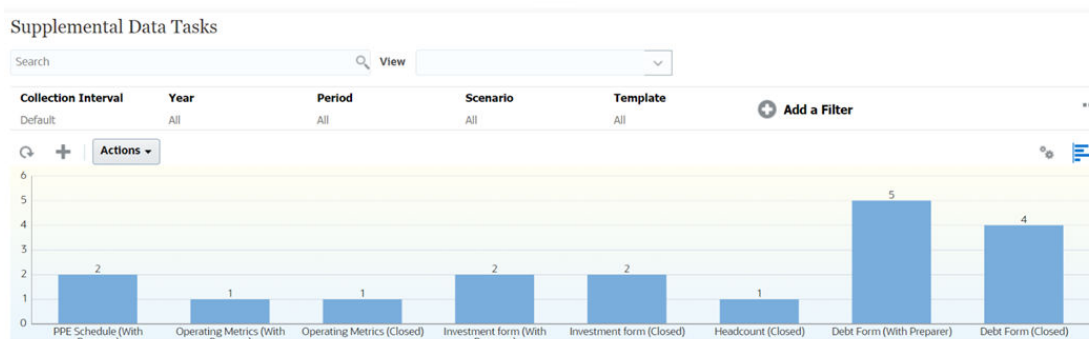 Supplemental Data Tasks
Search View
Collection Interval Year Period Scenario Template Add a Filter
Default All All All All
Actions
6
5 5
4 4
3
2 2 2 2
1 1 1 1
0
PPE Schedule (With Operating Metrics (With Operating Metrics (Closed) Investment form (With Investment form (Closed) Headcount (Closed) Debt Form (With Preparer) Debt Form (Closed)